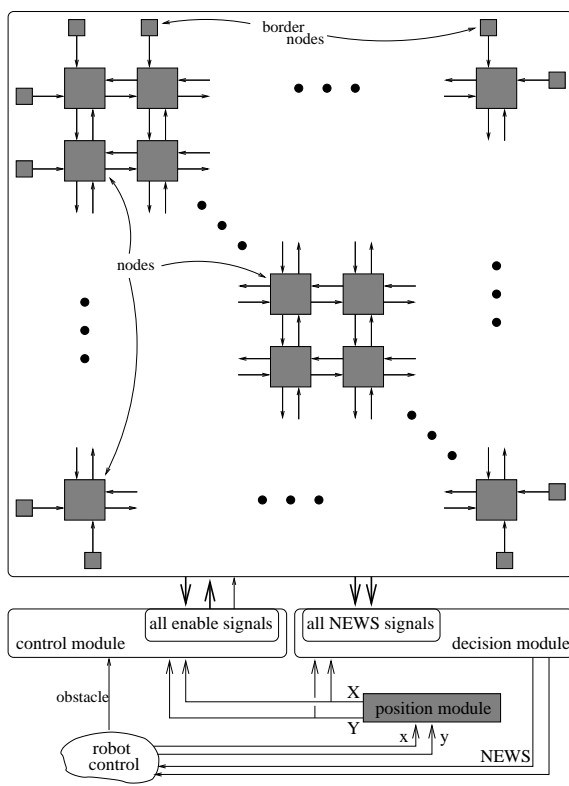 border
nodes
nodes
all enable signals
all NEWS signals
control module
decision module
obstacle
X
position module
Y
x
y
robot
control
NEWS